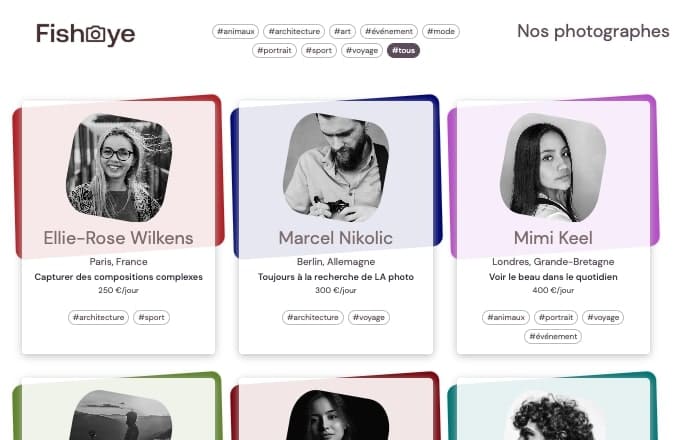 FishEye
#animaux #architecture #art #événement #mode
#portrait #sport #voyage #tous
Nos photographes
Ellie-Rose Wilkens
Paris, France
Capturer des compositions complexes
250 €/jour
#architecture #sport
Marcel Nikolic
Berlin, Allemagne
Toujours à la recherche de LA photo
300 €/jour
#architecture #voyage
Mimi Keel
Londres, Grande-Bretagne
Voir le beau dans le quotidien
400 €/jour
#animaux #portrait #voyage
#événement